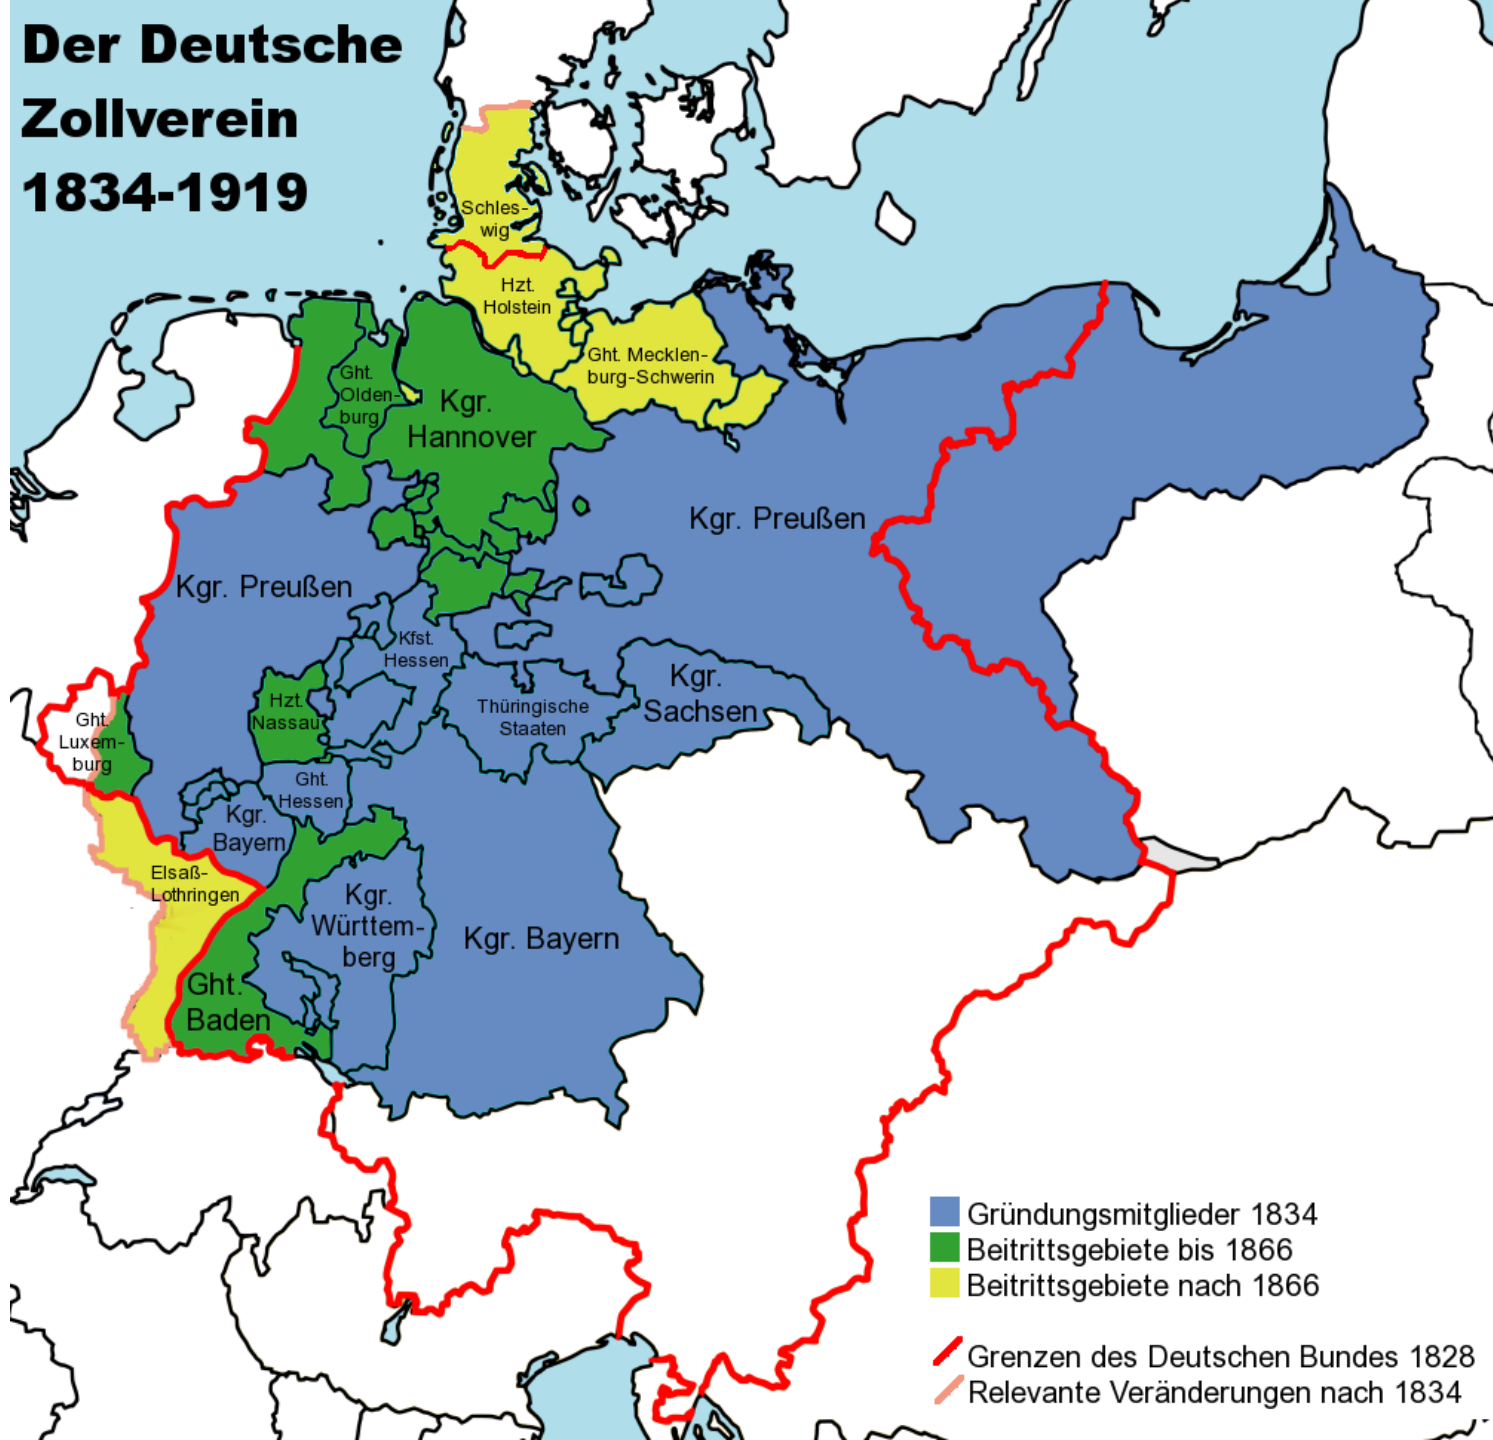 Der Deutsche
Zollverein
1834-1919
Schles-
wig
Hzt.
Holstein
Ght. Mecklen-
burg-Schwerin
Ght.
Olden-
burg
Kgr.
Hannover
Kgr. Preußen
Kgr. Preußen
Kfst.
Hessen
Kgr.
Sachsen
Hzt.
Nassau
Thüringische
Staaten
Ght.
Luxem-
burg
Ght.
Hessen
Kgr.
Bayern
Elsaß-
Lothringen
Kgr.
Württem-
berg
Kgr. Bayern
Ght.
Baden
Gründungsmitglieder 1834
Beitrittsgebiete bis 1866
Beitrittsgebiete nach 1866
Grenzen des Deutschen Bundes 1828
Relevante Veränderungen nach 1834